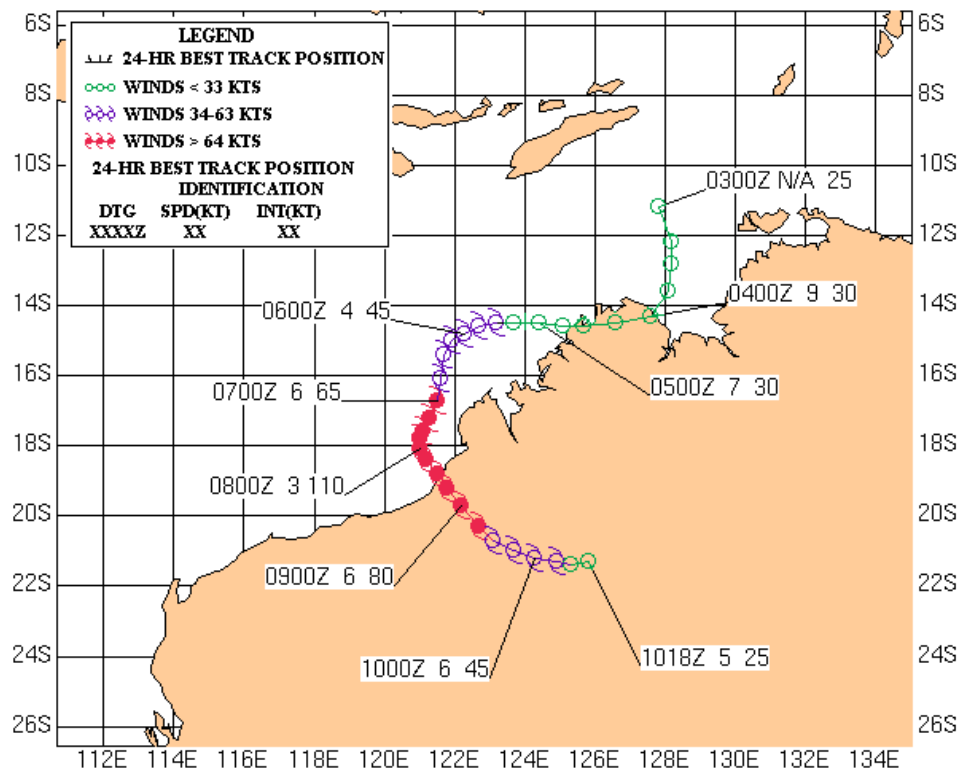 LEGEND
24-HR BEST TRACK POSITION
WINDS < 33 KTS
WINDS 34-63 KTS
WINDS > 64 KTS
24-HR BEST TRACK POSITION
IDENTIFICATION
DTG SPD(KT) INT(KT)
XXXXZ XX XX
6S 6S
8S 8S
10S 10S
0300Z N/A 25
12S 12S
0400Z 9 30
14S 14S
0600Z 4 45
16S 16S
0500Z 7 30
0700Z 6 65
18S 18S
0800Z 3 110
20S 20S
0900Z 6 80
22S 22S
24S 24S
1000Z 6 45
1018Z 5 25
26S 26S
112E 114E 116E 118E 120E 122E 124E 126E 128E 130E 132E 134E